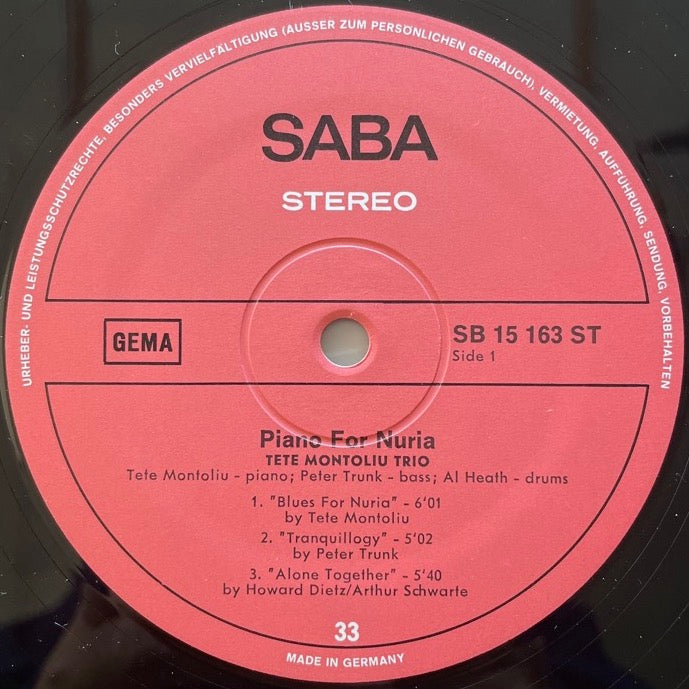 URHEBER- UND LEISTUNGSSCHUTZRECHTE, BESONDERS VERVIELFÄLTIGUNG (AUSSER ZUM PERSONLICHEN GEBRAUCH), VERMIETUNG, AUFFÜHRUNG, SENDUNG, VORBEHALTEN
SABA
STEREO
GEMA
SB 15 163 ST
Side 1
Piano For Nuria
TETE MONTOLIU TRIO
Tete Montoliu - piano; Peter Trunk - bass; Al Heath - drums
1. "Blues For Nuria" - 6'01
by Tete Montoliu
2. "Tranquillogy" - 5'02
by Peter Trunk
3. "Alone Together" - 5'40
by Howard Dietz/Arthur Schwarte
33
MADE IN GERMANY